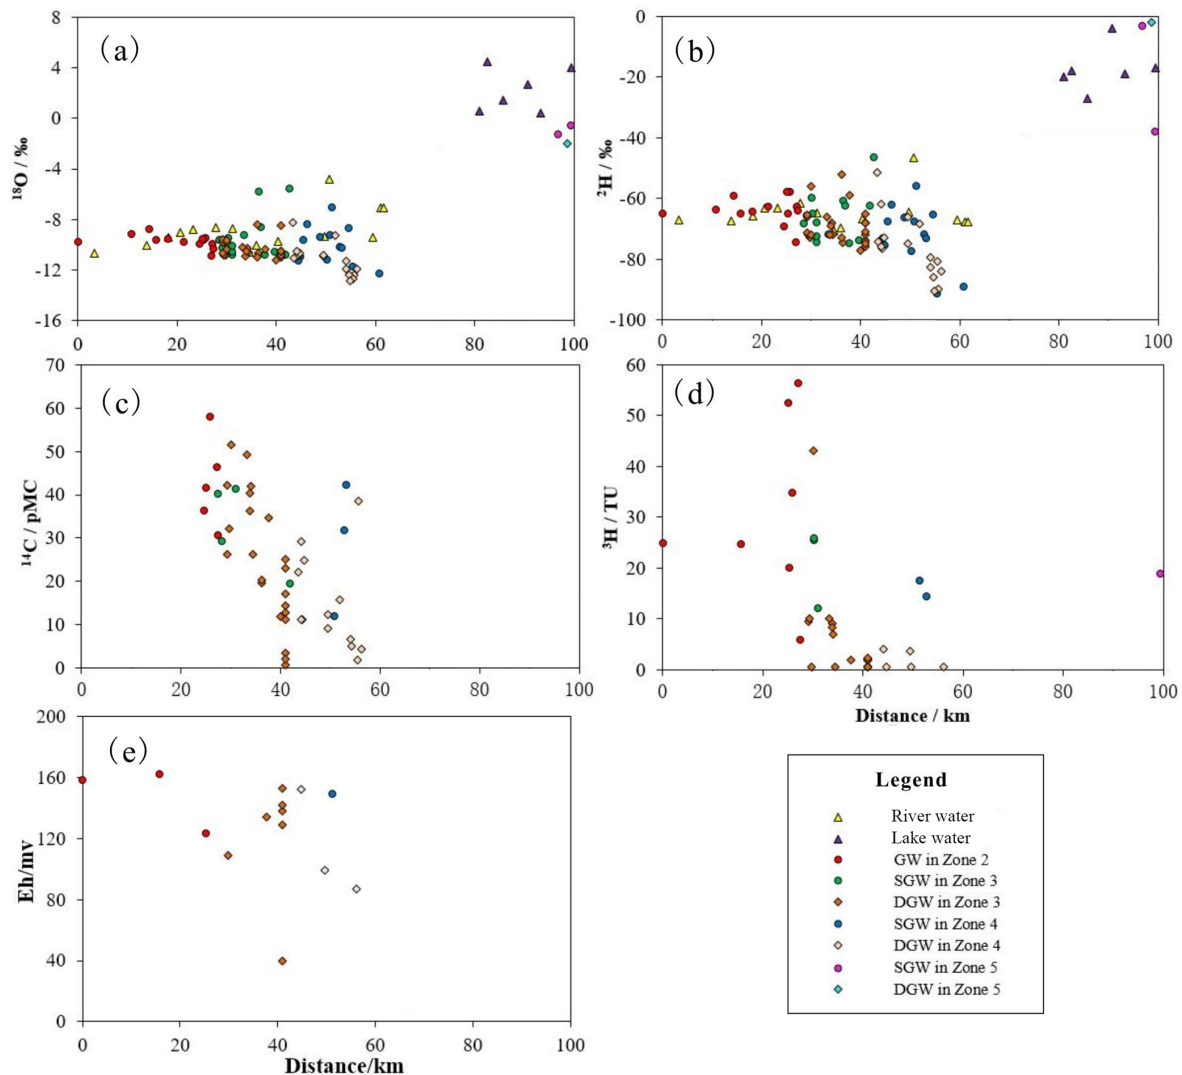 (a)
8
4
0
-4
-8
-12
-16
0 20 40 60 80 100
¹⁸O / ‰
(b)
0
-20
-40
-60
-80
-100
0 20 40 60 80 100
²H / ‰
(c)
70
60
50
40
30
20
10
0
0 20 40 60 80 100
¹⁴C / pMC
(d)
60
50
40
30
20
10
0
0 20 40 60 80 100
³H / TU
Distance / km
(e)
200
160
120
80
40
0
0 20 40 60 80 100
Eh/mv
Distance/km
Legend
River water
Lake water
GW in Zone 2
SGW in Zone 3
DGW in Zone 3
SGW in Zone 4
DGW in Zone 4
SGW in Zone 5
DGW in Zone 5